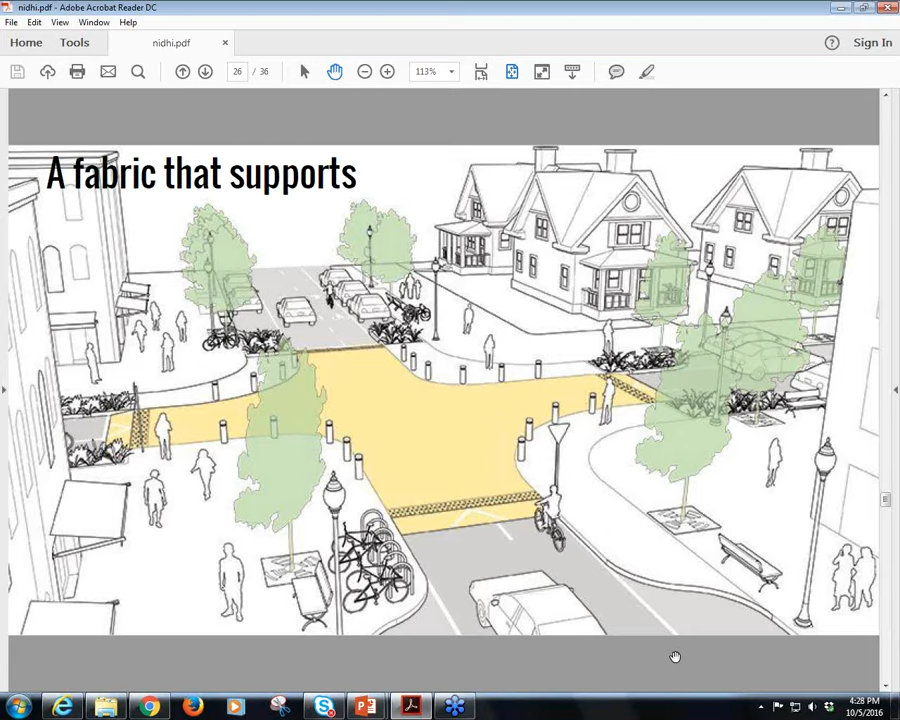 nidhi.pdf - Adobe Acrobat Reader DC
File Edit View Window Help
Home Tools nidhi.pdf × ? Sign In
26 / 36 113%
A fabric that supports
4:28 PM
10/5/2016